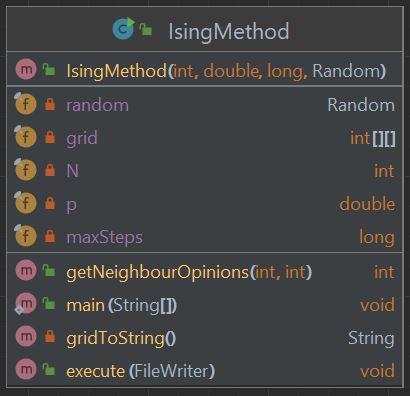 IsingMethod
IsingMethod(int, double, long, Random)
random Random
grid int[][]
N int
p double
maxSteps long
getNeighbourOpinions(int, int) int
main(String[]) void
gridToString() String
execute(FileWriter) void